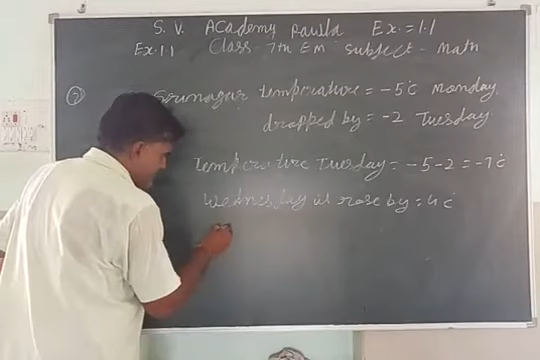 S. V. Academy Pawta Ex.=1.1
Ex.1.1 Class-7th EM Subject- Math
② Srinagar temperature = -5°C Monday.
dropped by = -2 Tuesday
Temperature Tuesday = -5-2 = -7°C
Wednesday it rose by = 4°C